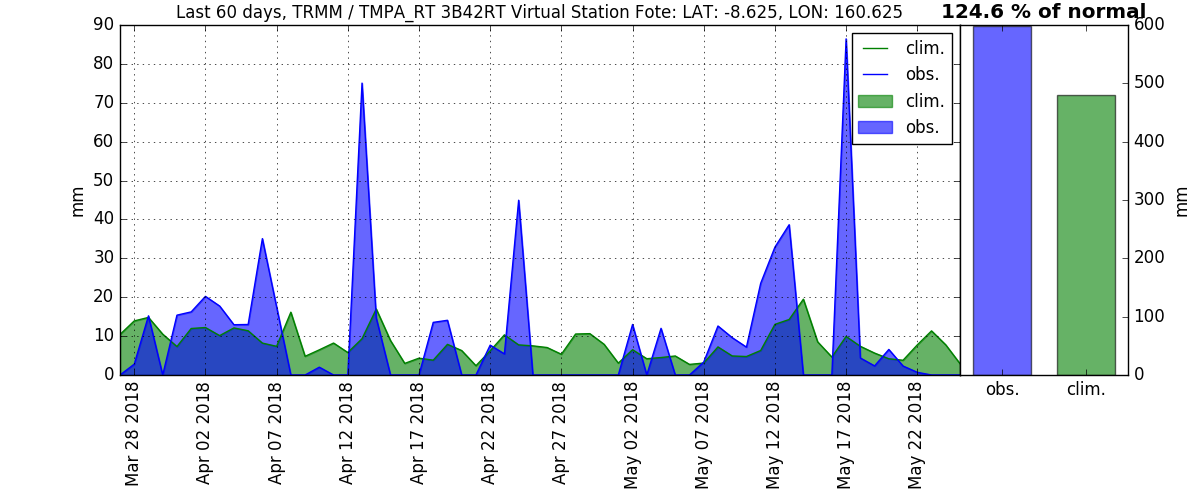 Last 60 days, TRMM / TMPA_RT 3B42RT Virtual Station Fote: LAT: -8.625, LON: 160.625
124.6 % of normal
90
80
70
60
50
40
30
20
10
0
mm
clim.
obs.
clim.
obs.
600
500
400
300
200
100
0
mm
Mar 28 2018
Apr 02 2018
Apr 07 2018
Apr 12 2018
Apr 17 2018
Apr 22 2018
Apr 27 2018
May 02 2018
May 07 2018
May 12 2018
May 17 2018
May 22 2018
obs.
clim.